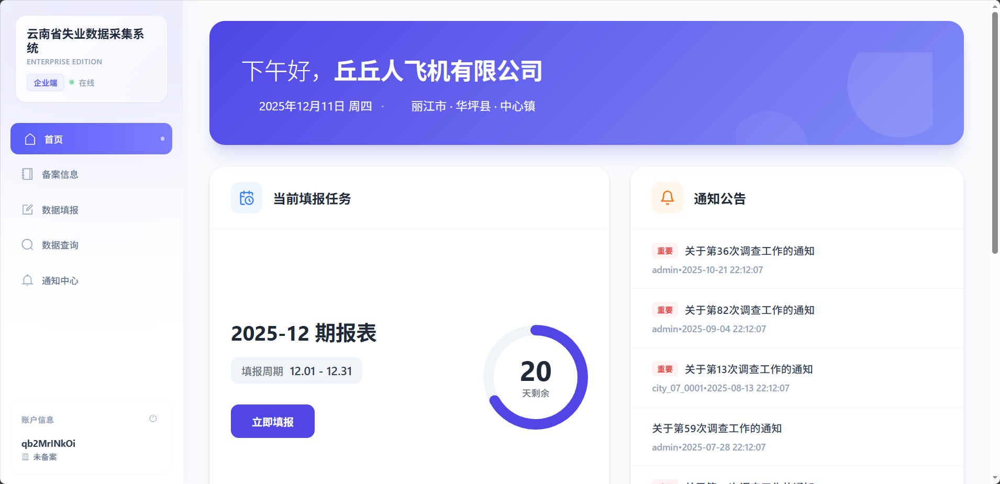 云南省失业数据采集系
统
ENTERPRISE EDITION
企业端 在线
首页
备案信息
数据填报
数据查询
通知中心
账户信息
qb2MrINkOi
未备案
下午好，丘丘人飞机有限公司
2025年12月11日 周四 · 丽江市 · 华坪县 · 中心镇
当前填报任务
2025-12 期报表
填报周期 12.01 - 12.31
立即填报
20
天剩余
通知公告
重要 关于第36次调查工作的通知
admin•2025-10-21 22:12:07
重要 关于第82次调查工作的通知
admin•2025-09-04 22:12:07
重要 关于第13次调查工作的通知
city_07_0001•2025-08-13 22:12:07
关于第59次调查工作的通知
admin•2025-07-28 22:12:07